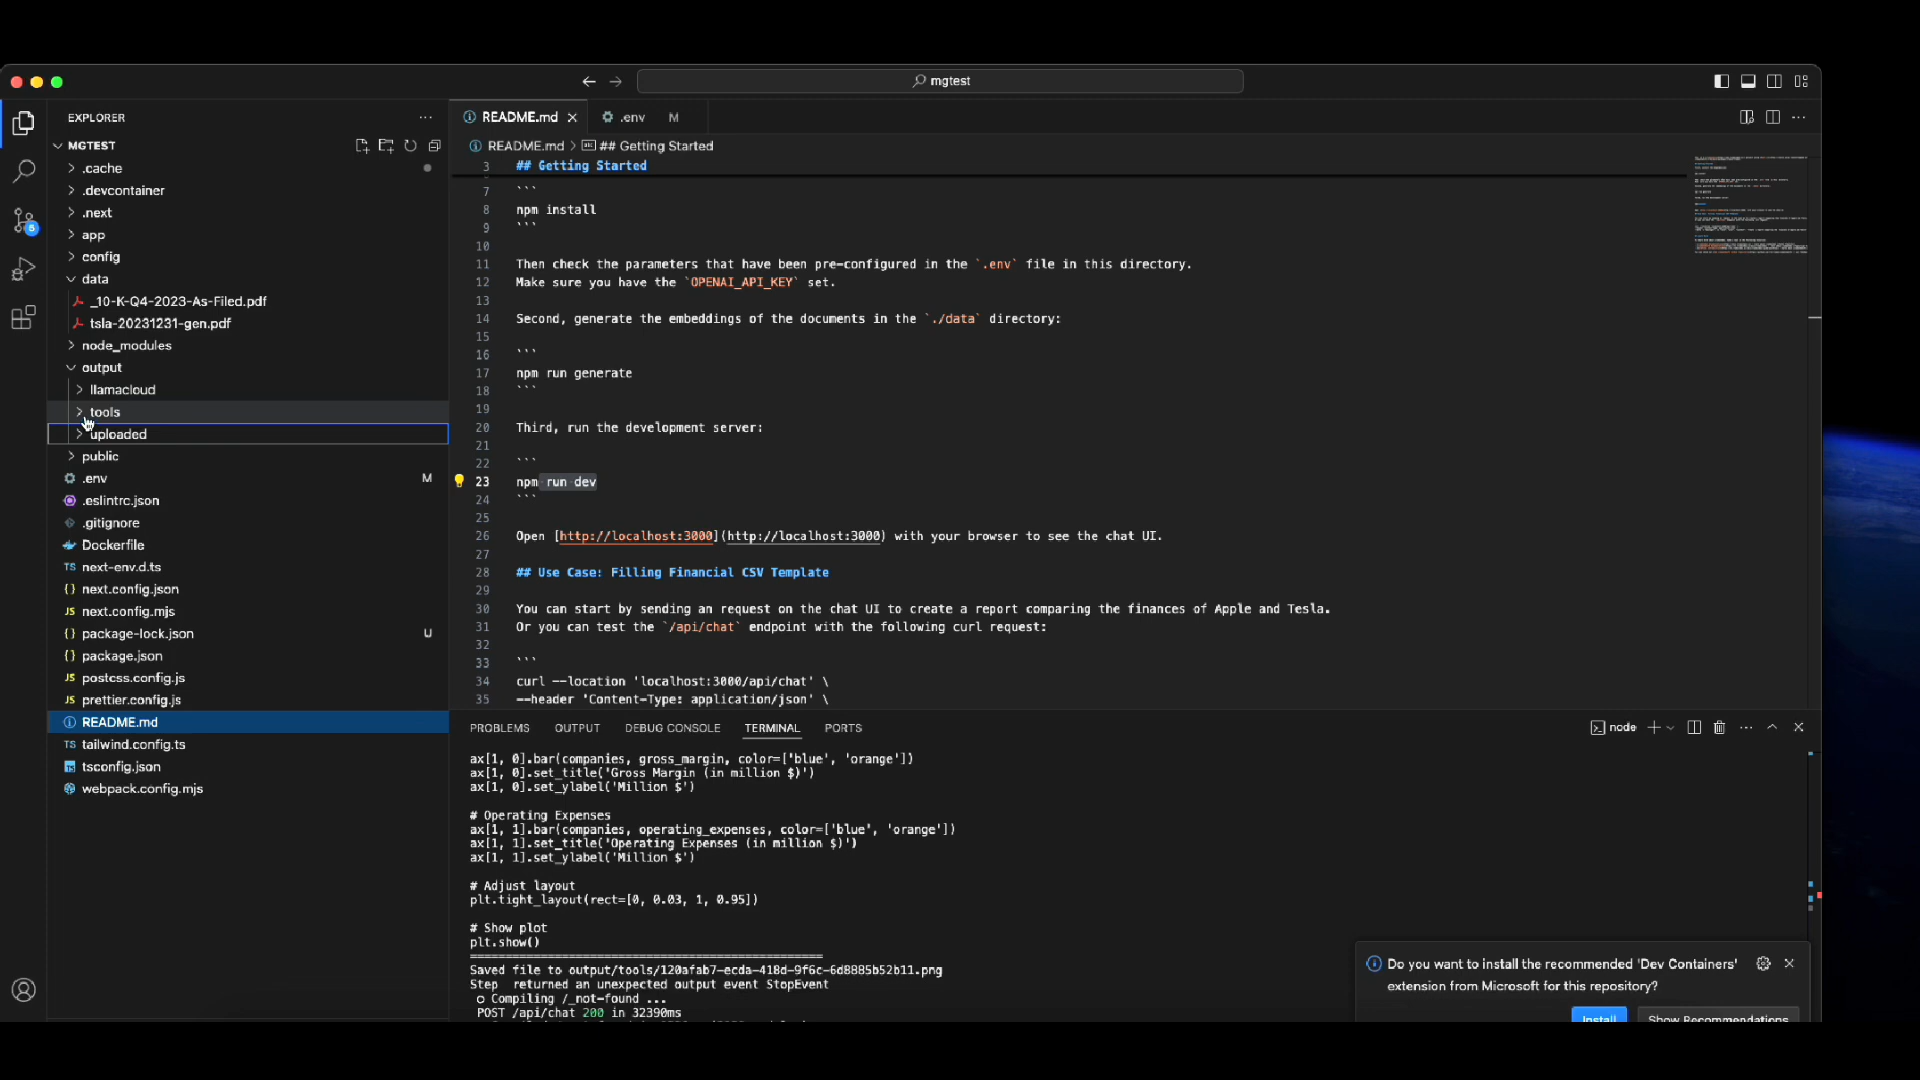 mgtest
EXPLORER
MGTEST
.cache
.devcontainer
.next
app
config
data
_10-K-Q4-2023-As-Filed.pdf
tsla-20231231-gen.pdf
node_modules
output
llamacloud
tools
uploaded
public
.env M
.eslintrc.json
.gitignore
Dockerfile
TS next-env.d.ts
{} next.config.json
JS next.config.mjs
{} package-lock.json U
{} package.json
JS postcss.config.js
JS prettier.config.js
README.md
TS tailwind.config.ts
tsconfig.json
webpack.config.mjs
README.md
.env M
README.md > ## Getting Started
3 ## Getting Started
7 ```
8 npm install
9 ```
10
11 Then check the parameters that have been pre-configured in the `.env` file in this directory.
12 Make sure you have the `OPENAI_API_KEY` set.
13
14 Second, generate the embeddings of the documents in the `./data` directory:
15
16 ```
17 npm run generate
18 ```
19
20 Third, run the development server:
21
22 ```
23 npm run dev
24 ```
25
26 Open [http://localhost:3000](http://localhost:3000) with your browser to see the chat UI.
27
28 ## Use Case: Filling Financial CSV Template
29
30 You can start by sending an request on the chat UI to create a report comparing the finances of Apple and Tesla.
31 Or you can test the `/api/chat` endpoint with the following curl request:
32
33 ```
34 curl --location 'localhost:3000/api/chat' \
35 --header 'Content-Type: application/json' \
PROBLEMS OUTPUT DEBUG CONSOLE TERMINAL PORTS
node
ax[1, 0].bar(companies, gross_margin, color=['blue', 'orange'])
ax[1, 0].set_title('Gross Margin (in million $)')
ax[1, 0].set_ylabel('Million $')
# Operating Expenses
ax[1, 1].bar(companies, operating_expenses, color=['blue', 'orange'])
ax[1, 1].set_title('Operating Expenses (in million $)')
ax[1, 1].set_ylabel('Million $')
# Adjust layout
plt.tight_layout(rect=[0, 0.03, 1, 0.95])
# Show plot
plt.show()
Saved file to output/tools/120afab7-ecda-418d-9f6c-6d8885b52b11.png
Step  returned an unexpected output event StopEvent
○ Compiling /_not-found ...
POST /api/chat 200 in 32390ms
Do you want to install the recommended 'Dev Containers'
extension from Microsoft for this repository?
Install
Show Recommendations